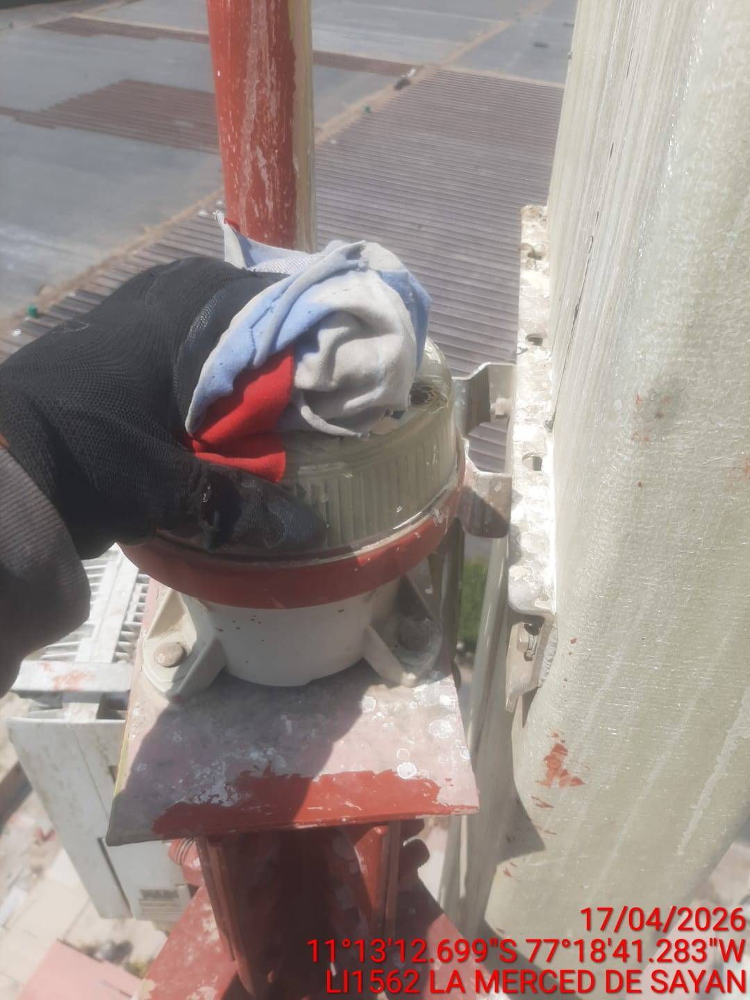 17/04/2026
11°13'12.699"S 77°18'41.283"W
LI1562 LA MERCED DE SAYAN